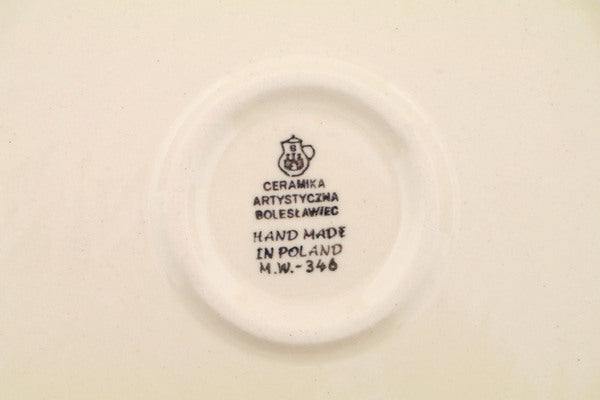 B
CERAMIKA
ARTYSTYCZNA
BOLESŁAWIEC
HAND MADE
IN POLAND
M.W.-346